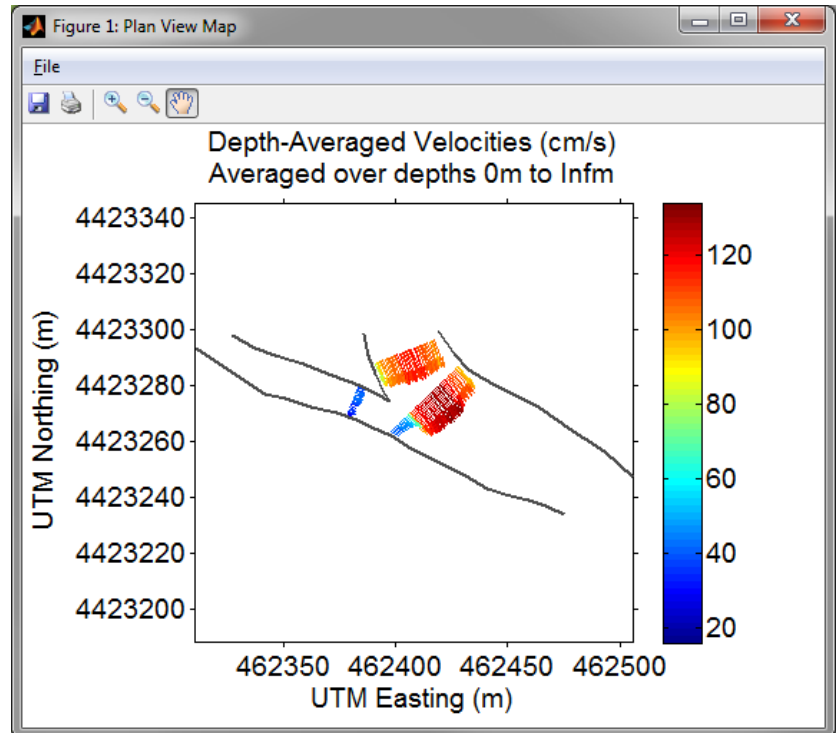 Figure 1: Plan View Map
File
Depth-Averaged Velocities (cm/s)
Averaged over depths 0m to Infm
4423340
4423320
4423300
4423280
4423260
4423240
4423220
4423200
UTM Northing (m)
462350 462400 462450 462500
UTM Easting (m)
120
100
80
60
40
20